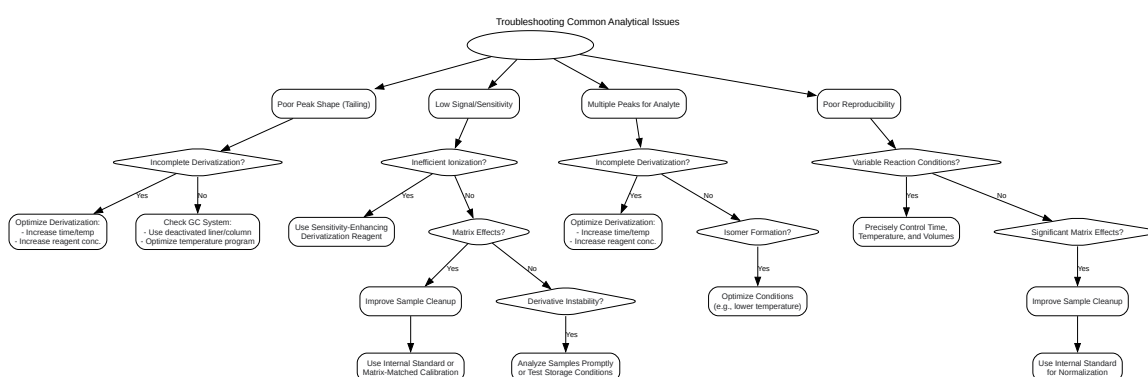 Troubleshooting Common Analytical Issues
Poor Peak Shape (Tailing)
Low Signal/Sensitivity
Multiple Peaks for Analyte
Poor Reproducibility
Incomplete Derivatization?
Inefficient Ionization?
Incomplete Derivatization?
Variable Reaction Conditions?
Yes
No
Yes
No
Yes
No
Yes
No
Optimize Derivatization:
- Increase time/temp
- Increase reagent conc.
Check GC System:
- Use deactivated liner/column
- Optimize temperature program
Use Sensitivity-Enhancing
Derivatization Reagent
Matrix Effects?
Optimize Derivatization:
- Increase time/temp
- Increase reagent conc.
Isomer Formation?
Precisely Control Time,
Temperature, and Volumes
Significant Matrix Effects?
Yes
No
Yes
Yes
Improve Sample Cleanup
Derivative Instability?
Optimize Conditions
(e.g., lower temperature)
Improve Sample Cleanup
Yes
Use Internal Standard or
Matrix-Matched Calibration
Analyze Samples Promptly
or Test Storage Conditions
Use Internal Standard
for Normalization